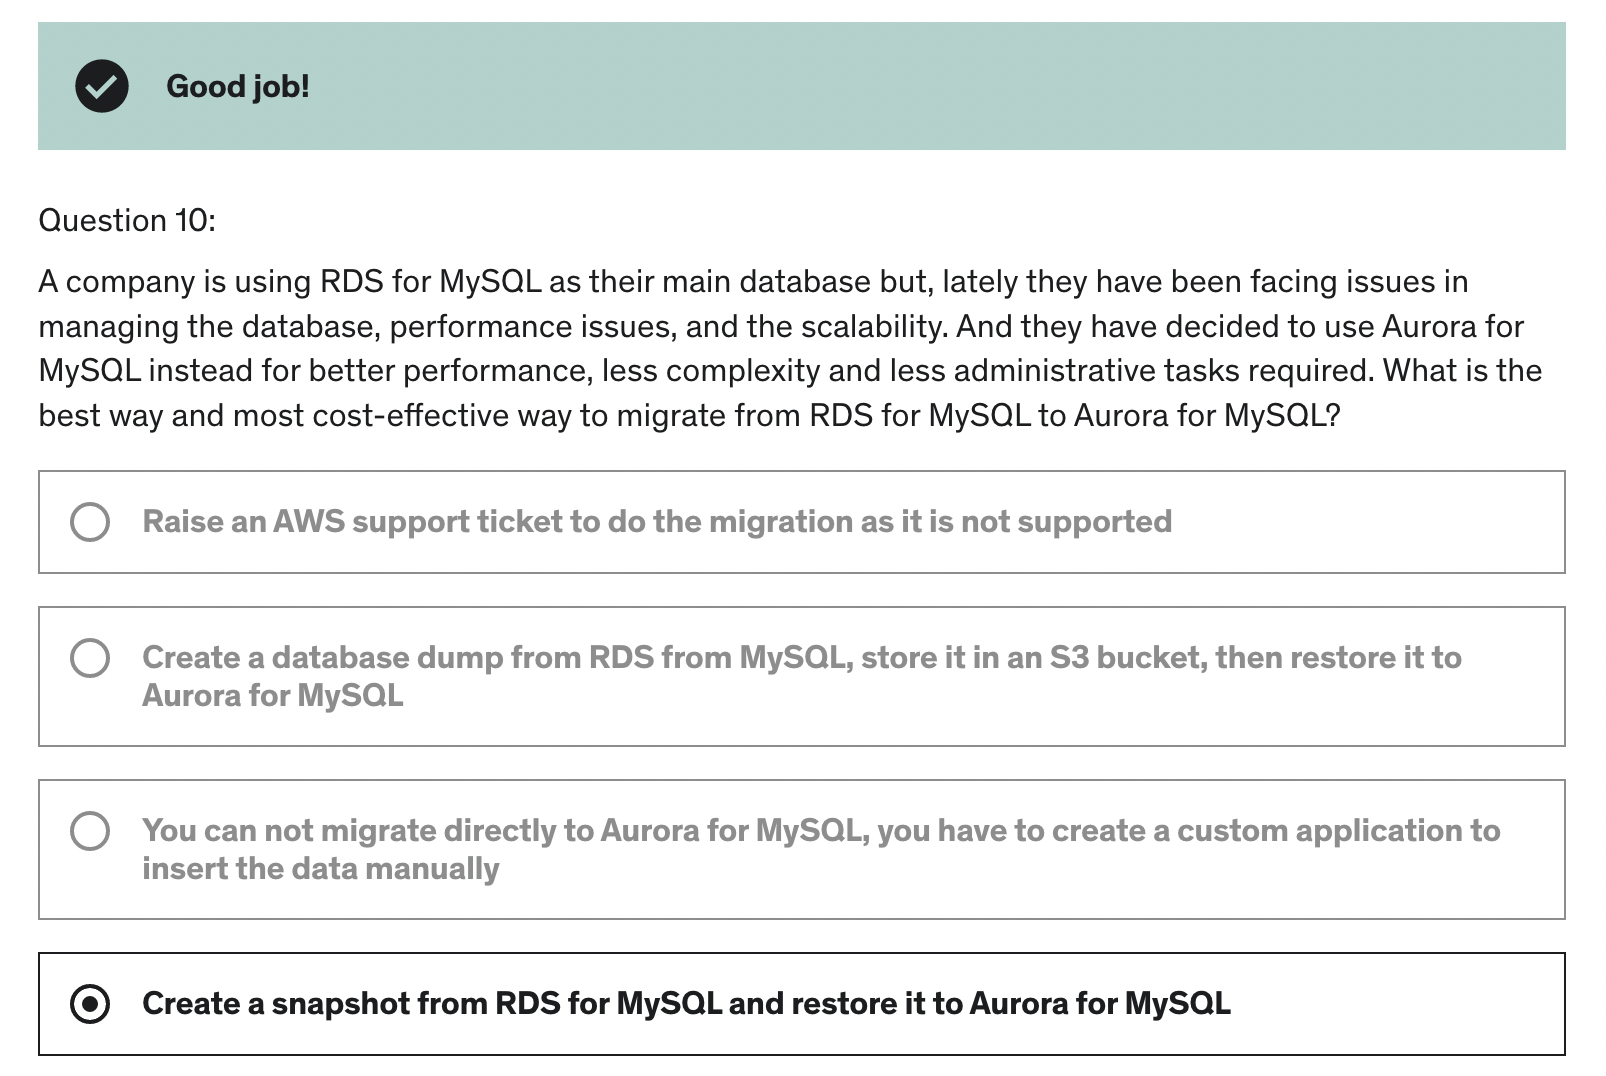 Good job!
Question 10:
A company is using RDS for MySQL as their main database but, lately they have been facing issues in
managing the database, performance issues, and the scalability. And they have decided to use Aurora for
MySQL instead for better performance, less complexity and less administrative tasks required. What is the
best way and most cost-effective way to migrate from RDS for MySQL to Aurora for MySQL?
Raise an AWS support ticket to do the migration as it is not supported
Create a database dump from RDS from MySQL, store it in an S3 bucket, then restore it to
Aurora for MySQL
You can not migrate directly to Aurora for MySQL, you have to create a custom application to
insert the data manually
Create a snapshot from RDS for MySQL and restore it to Aurora for MySQL